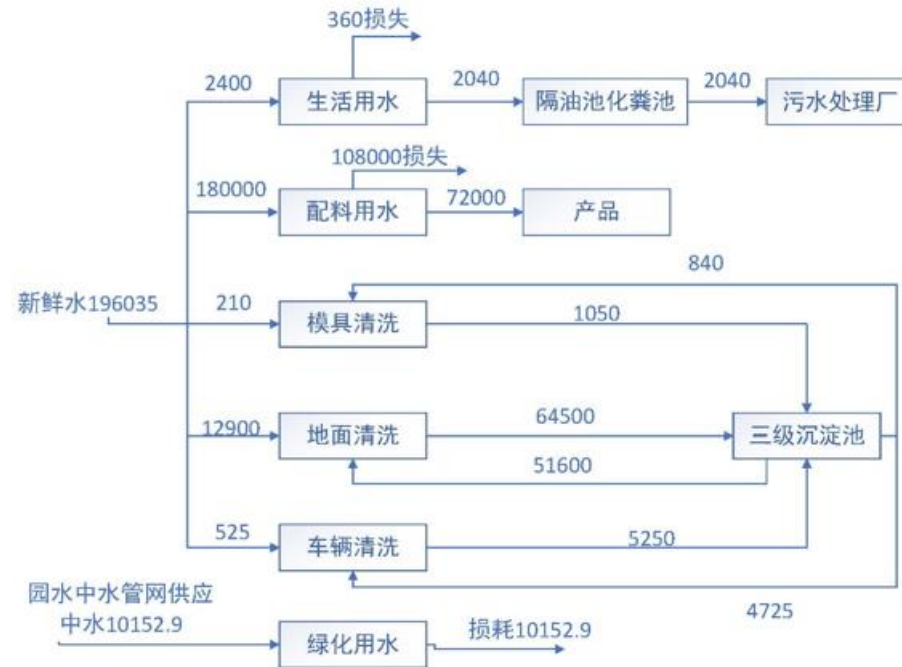 360损失
2400
生活用水
2040
隔油池化粪池
2040
污水处理厂
108000损失
180000
配料用水
72000
产品
840
新鲜水196035
210
模具清洗
1050
12900
地面清洗
64500
三级沉淀池
51600
525
车辆清洗
5250
4725
园水中水管网供应
中水10152.9
绿化用水
损耗10152.9